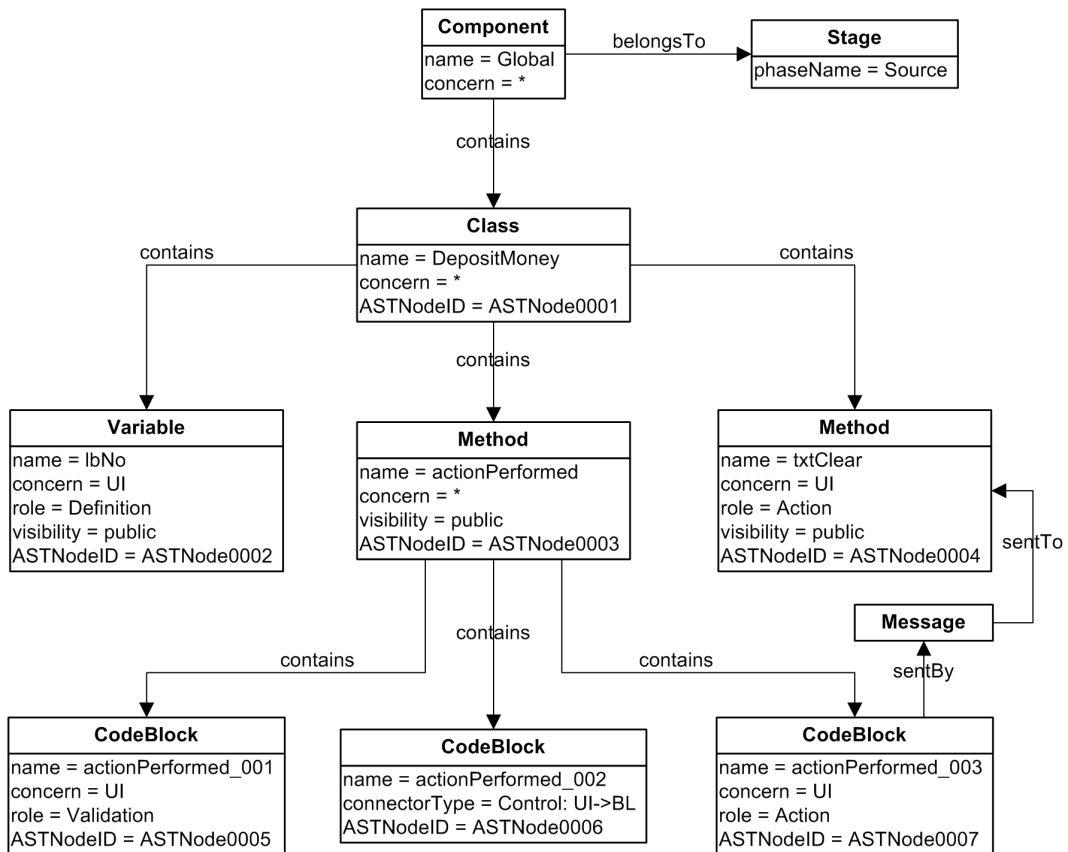 Component
name = Global
concern = *
belongsTo
Stage
phaseName = Source
contains
Class
name = DepositMoney
concern = *
ASTNodeID = ASTNode0001
contains
contains
contains
Variable
name = lbNo
concern = UI
role = Definition
visibility = public
ASTNodeID = ASTNode0002
Method
name = actionPerformed
concern = *
visibility = public
ASTNodeID = ASTNode0003
Method
name = txtClear
concern = UI
role = Action
visibility = public
ASTNodeID = ASTNode0004
sentTo
Message
sentBy
contains
contains
contains
CodeBlock
name = actionPerformed_001
concern = UI
role = Validation
ASTNodeID = ASTNode0005
CodeBlock
name = actionPerformed_002
connectorType = Control: UI->BL
ASTNodeID = ASTNode0006
CodeBlock
name = actionPerformed_003
concern = UI
role = Action
ASTNodeID = ASTNode0007